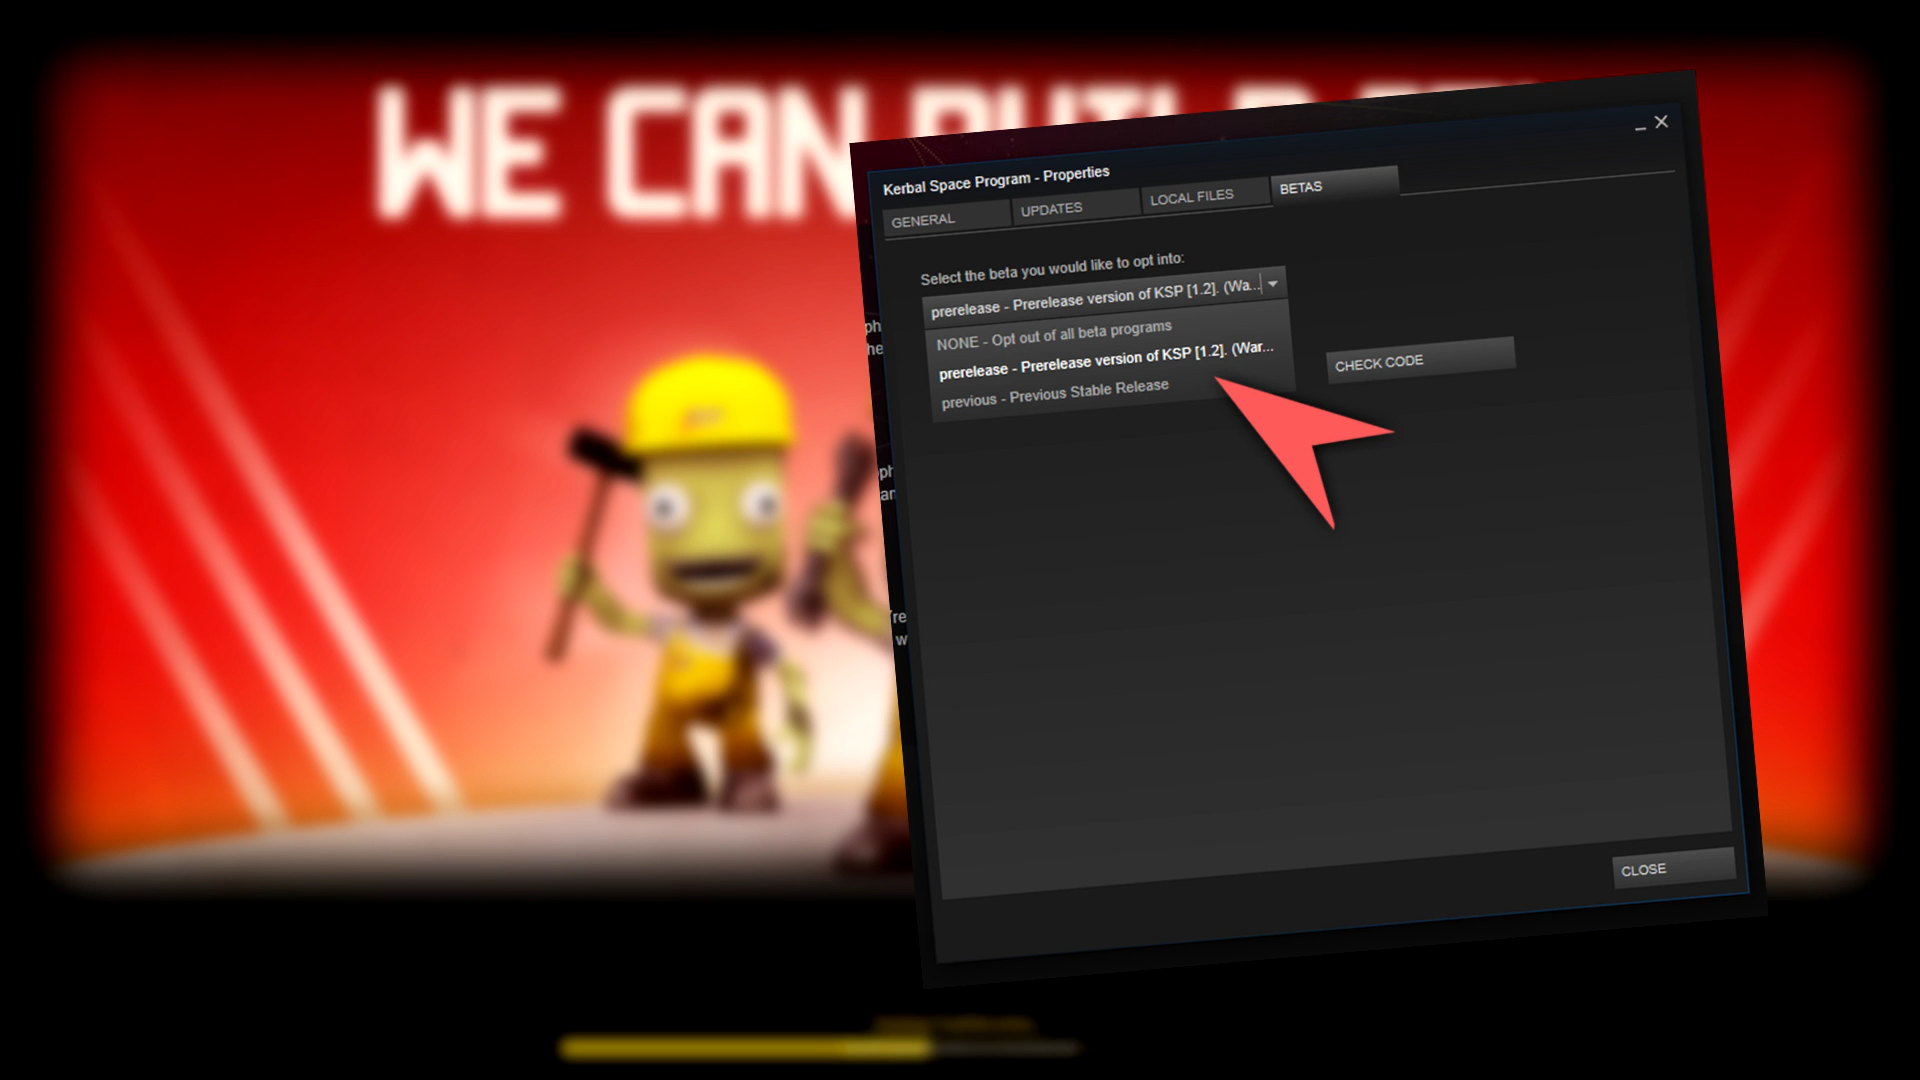 WE CAN
Kerbal Space Program - Properties
GENERAL
UPDATES
LOCAL FILES
BETAS
Select the beta you would like to opt into:
prerelease - Prerelease version of KSP [1.2]. (Wa...
NONE - Opt out of all beta programs
prerelease - Prerelease version of KSP [1.2]. (War...
previous - Previous Stable Release
CHECK CODE
CLOSE